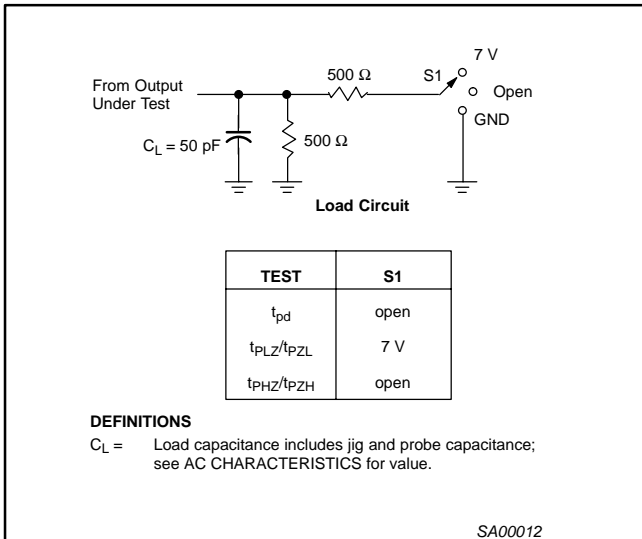 7 V
500 Ω
S1
From Output
Under Test
Open
GND
C_L = 50 pF
500 Ω
Load Circuit
TEST S1
t_pd open
t_PLZ/t_PZL 7 V
t_PHZ/t_PZH open
DEFINITIONS
C_L = Load capacitance includes jig and probe capacitance;
see AC CHARACTERISTICS for value.
SA00012